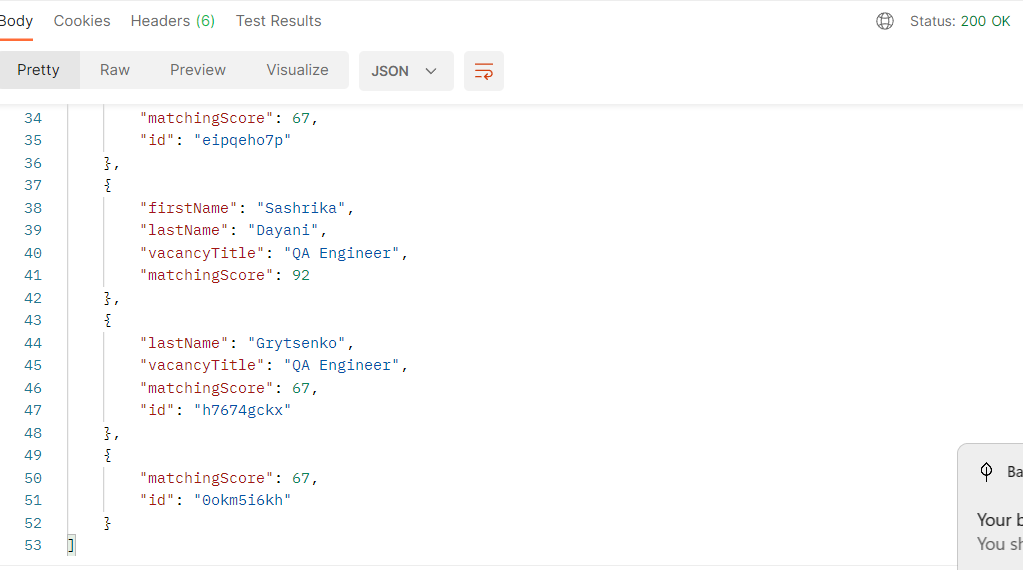 Body Cookies Headers (6) Test Results Status: 200 OK
Pretty Raw Preview Visualize JSON
34 "matchingScore": 67,
35 "id": "eipqeho7p"
36 },
37 {
38 "firstName": "Sashrika",
39 "lastName": "Dayani",
40 "vacancyTitle": "QA Engineer",
41 "matchingScore": 92
42 },
43 {
44 "lastName": "Grytsenko",
45 "vacancyTitle": "QA Engineer",
46 "matchingScore": 67,
47 "id": "h7674gckx"
48 },
49 {
50 "matchingScore": 67,
51 "id": "0okm5i6kh"
52 }
53 ]
Ba
Your b
You sh